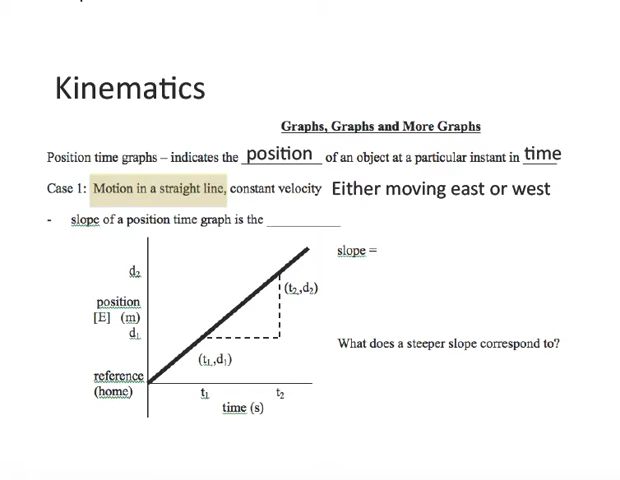 Kinematics
Graphs, Graphs and More Graphs
Position time graphs – indicates the position of an object at a particular instant in time
Case 1: Motion in a straight line, constant velocity Either moving east or west
- slope of a position time graph is the __________
d₂
slope =
(t₂,d₂)
position
[E] (m)
d₁
What does a steeper slope correspond to?
(t₁,d₁)
reference
(home)
t₁ t₂
time (s)